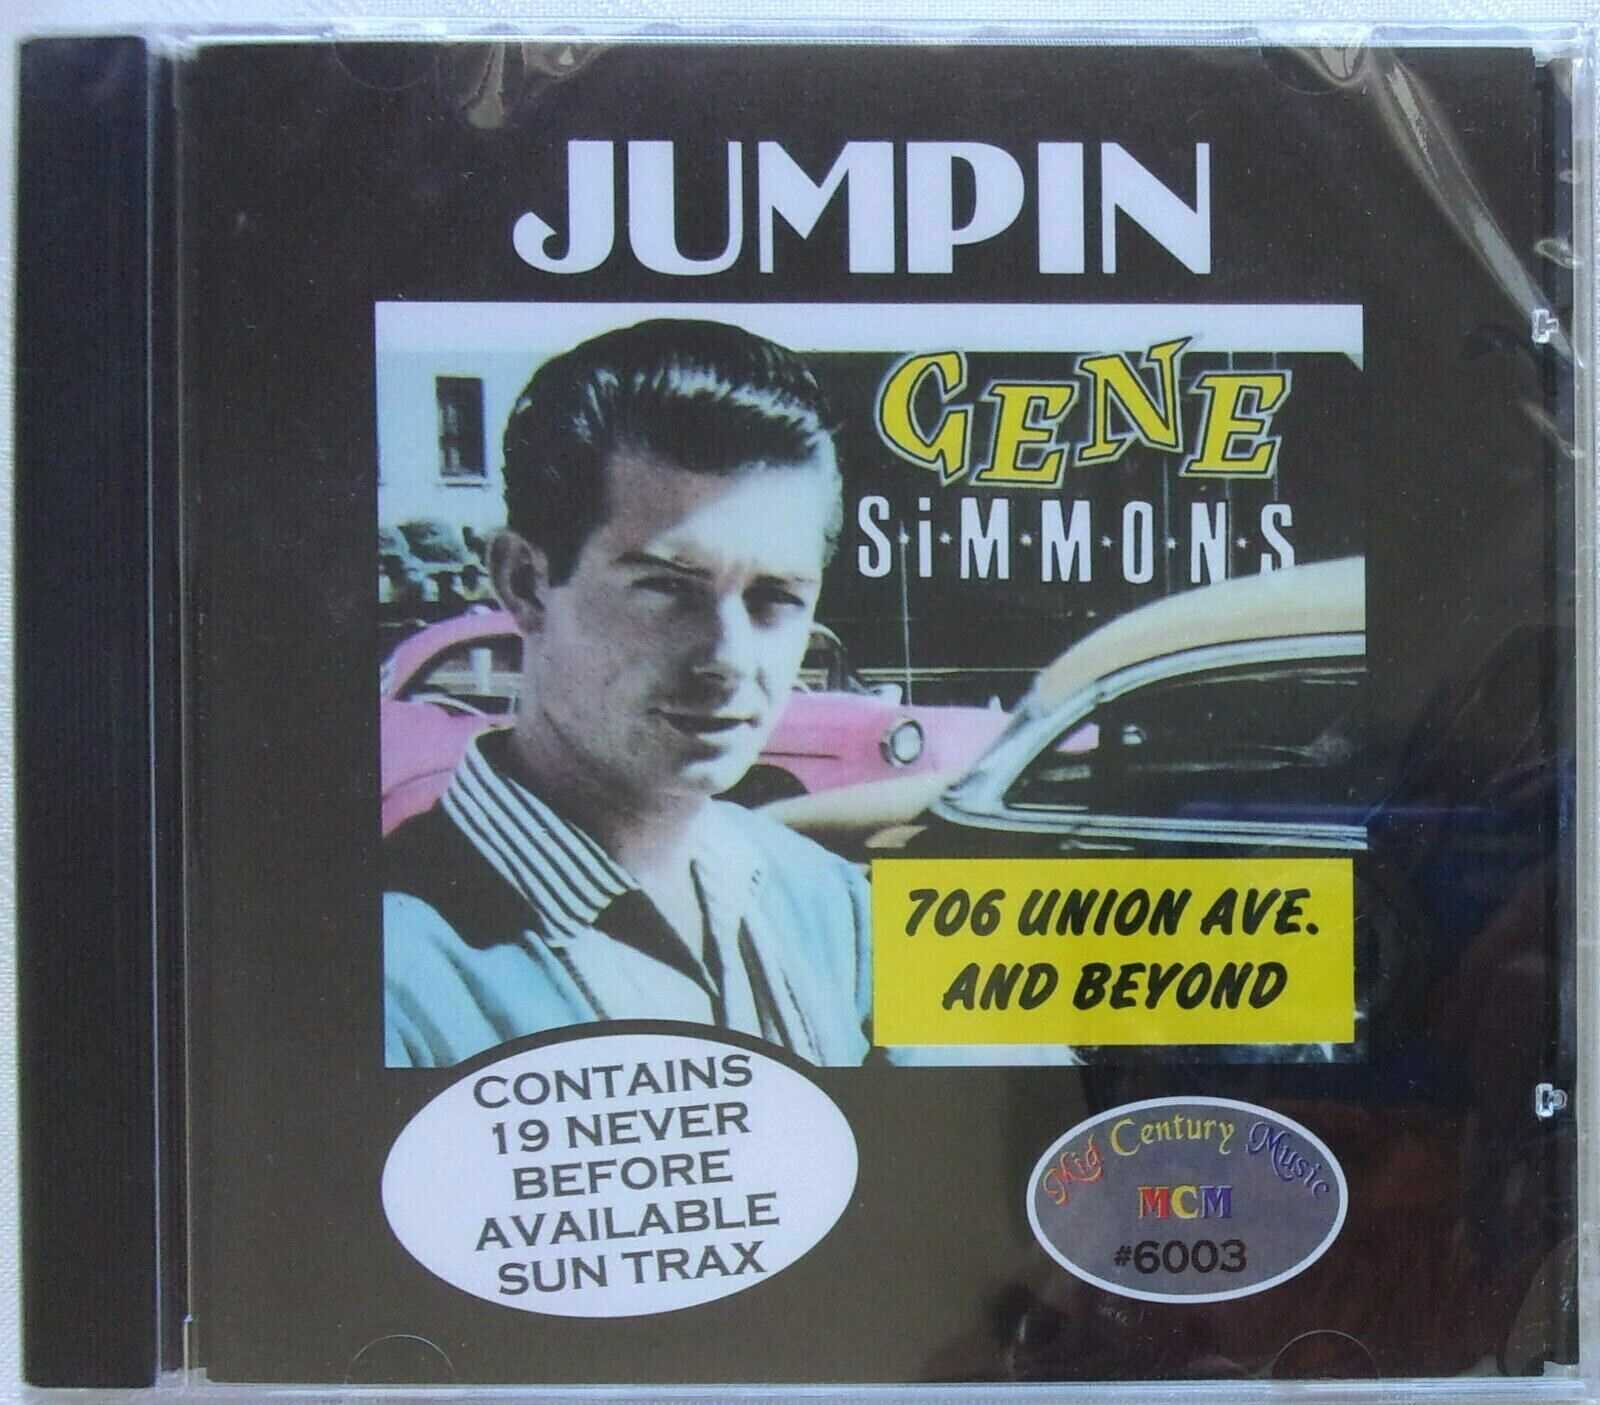 JUMPIN
GENE
SiMMONS
706 UNION AVE.
AND BEYOND
CONTAINS
19 NEVER
BEFORE
AVAILABLE
SUN TRAX
Mid Century Music
MCM
#6003